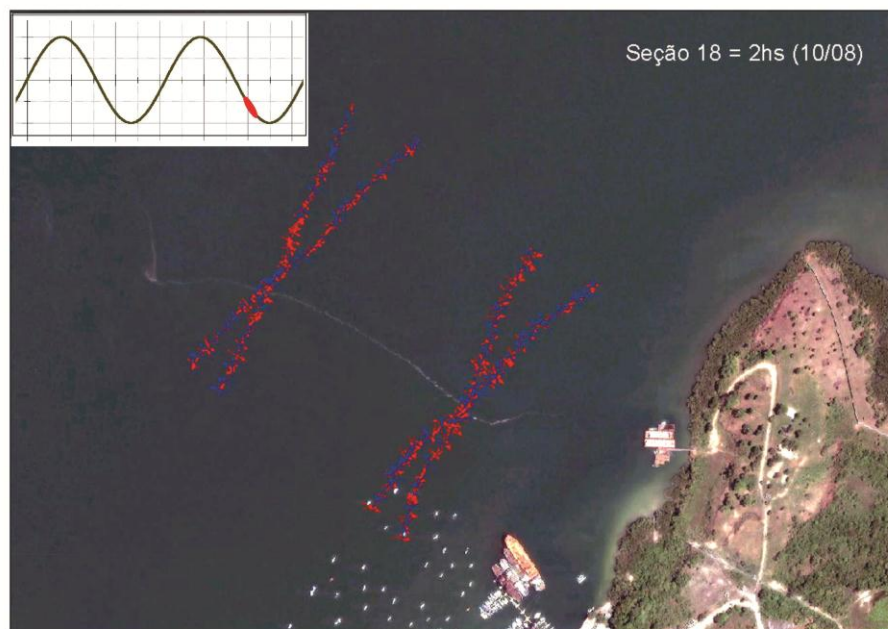 Seção 18 = 2hs (10/08)